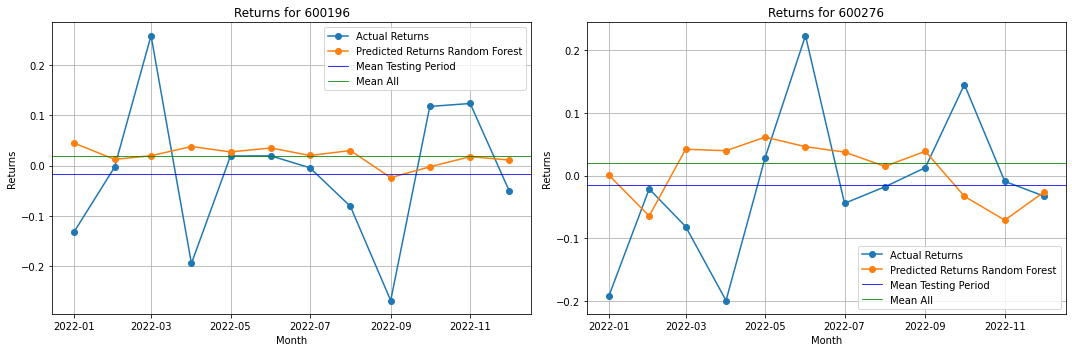 Returns for 600196
Returns
0.2
0.1
0.0
−0.1
−0.2
Actual Returns
Predicted Returns Random Forest
Mean Testing Period
Mean All
2022-01 2022-03 2022-05 2022-07 2022-09 2022-11
Month
Returns for 600276
Returns
0.2
0.1
0.0
−0.1
−0.2
Actual Returns
Predicted Returns Random Forest
Mean Testing Period
Mean All
2022-01 2022-03 2022-05 2022-07 2022-09 2022-11
Month